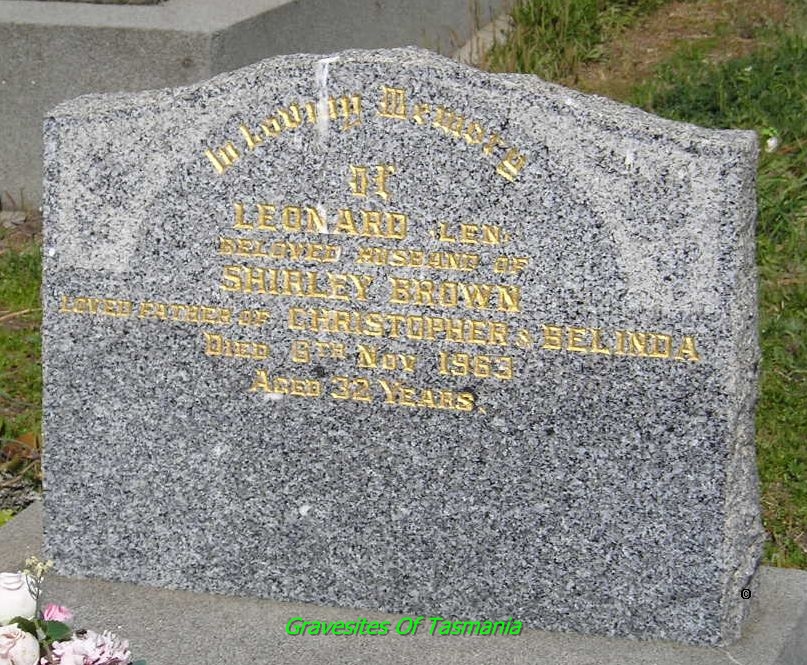 In Loving Memory
of
LEONARD (LEN)
BELOVED HUSBAND OF
SHIRLEY BROWN
LOVED FATHER OF CHRISTOPHER & BELINDA
DIED 6TH NOV 1963
AGED 32 YEARS.
Gravesites Of Tasmania